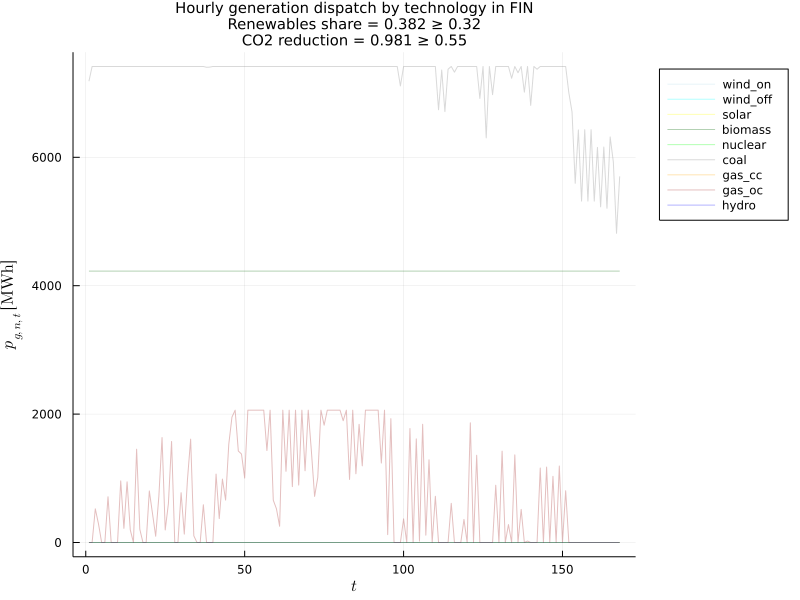 Hourly generation dispatch by technology in FIN
Renewables share = 0.382 ≥ 0.32
CO2 reduction = 0.981 ≥ 0.55
wind_on
wind_off
solar
biomass
nuclear
coal
gas_cc
gas_oc
hydro
6000
4000
2000
0
p g, n, t [MWh]
0 50 100 150
t